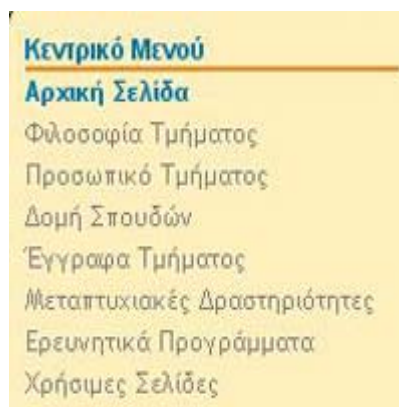 Κεντρικό Μενού
Αρχική Σελίδα
Φιλοσοφία Τμήματος
Προσωπικό Τμήματος
Δομή Σπουδών
Έγγραφα Τμήματος
Μεταπτυχιακές Δραστηριότητες
Ερευνητικά Προγράμματα
Χρήσιμες Σελίδες